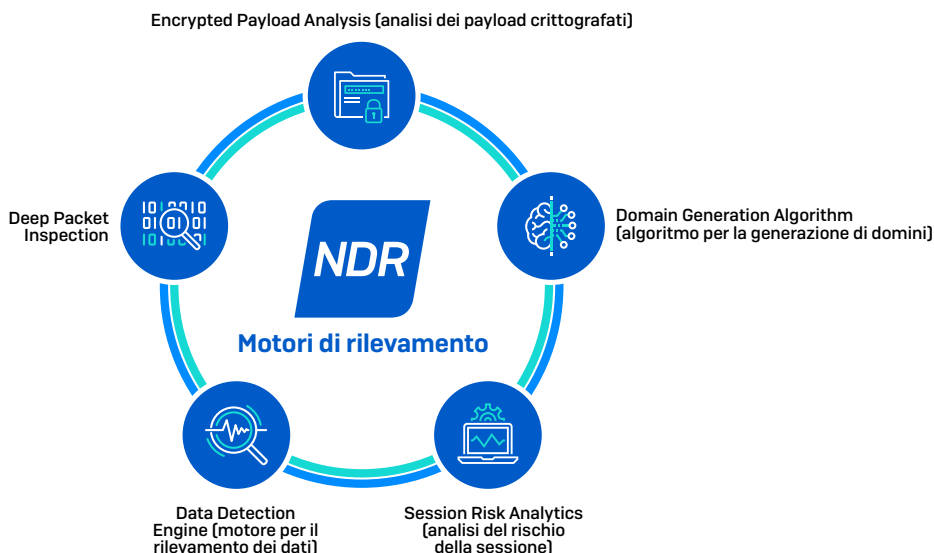 Encrypted Payload Analysis (analisi dei payload crittografati)
Deep Packet
Inspection
Domain Generation Algorithm
(algoritmo per la generazione di domini)
NDR
Motori di rilevamento
Data Detection
Engine (motore per il
rilevamento dei dati)
Session Risk Analytics
(analisi del rischio
della sessione)